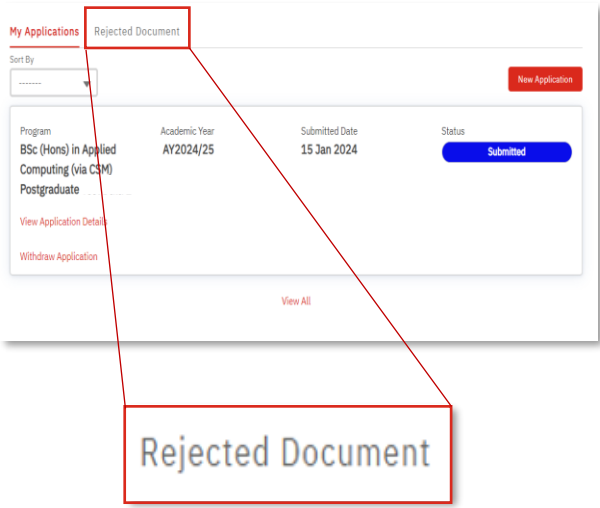 My Applications Rejected Document
Sort By
-------
New Application
Program Academic Year Submitted Date Status
BSc (Hons) in Applied AY2024/25 15 Jan 2024 Submitted
Computing (via CSM)
Postgraduate
View Application Details
Withdraw Application
View All
Rejected Document